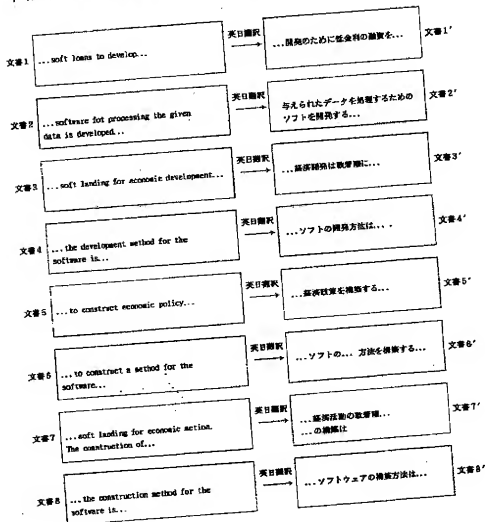 文書1
...soft loans to develop...
英日翻訳
...開発のために低金利の融資を...
文書1′
文書2
...software fot processing the given
data is developed...
英日翻訳
与えられたデータを処理するための
ソフトを開発する...
文書2′
文書3
...soft landing for economic development...
英日翻訳
...経済開発は軟着陸に...
文書3′
文書4
...the development method for the
software is...
英日翻訳
...ソフトの開発方法は....
文書4′
文書5
...to construct economic policy...
英日翻訳
...経済政策を構築する...
文書5′
文書6
...to construct a method for the
software...
英日翻訳
...ソフトの... 方法を構築する...
文書6′
文書7
...soft landing for economic action.
The construction of...
英日翻訳
...経済活動の軟着陸...
...の構築は
文書7′
文書8
...the construction method for the
software is...
英日翻訳
...ソフトウェアの構築方法は...
文書8′